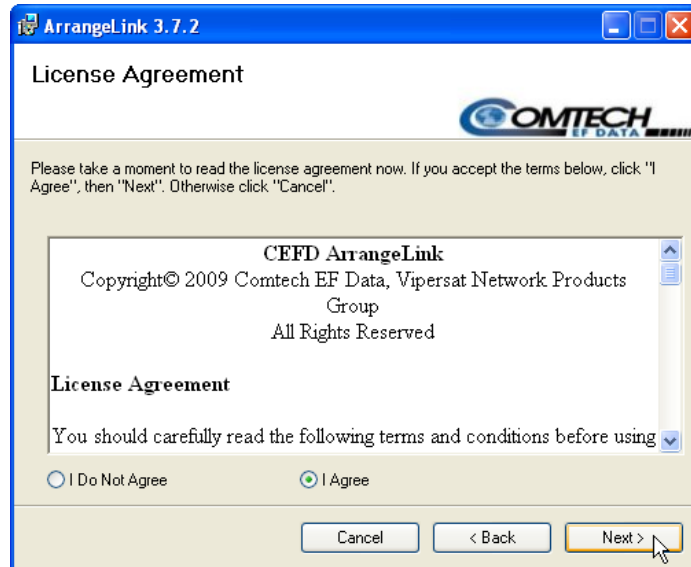 ArrangeLink 3.7.2
License Agreement
COMTECH
EF DATA
Please take a moment to read the license agreement now. If you accept the terms below, click "I
Agree", then "Next". Otherwise click "Cancel".
CEFD ArrangeLink
Copyright© 2009 Comtech EF Data, Vipersat Network Products
Group
All Rights Reserved
License Agreement
You should carefully read the following terms and conditions before using
I Do Not Agree
I Agree
Cancel
< Back
Next >